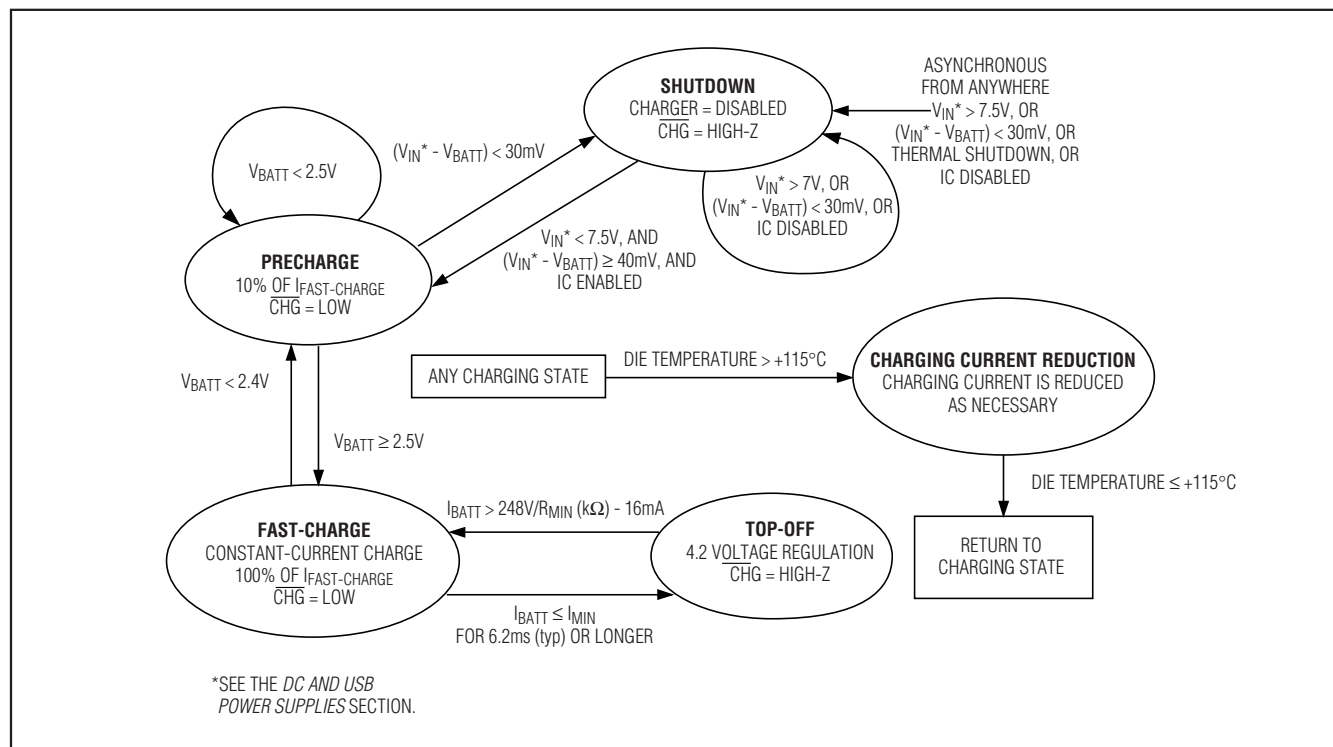 SHUTDOWN
CHARGER = DISABLED
CHG = HIGH-Z
ASYNCHRONOUS
FROM ANYWHERE
VIN* > 7.5V, OR
(VIN* - VBATT) < 30mV, OR
THERMAL SHUTDOWN, OR
IC DISABLED
(VIN* - VBATT) < 30mV
VBATT < 2.5V
VIN* > 7V, OR
(VIN* - VBATT) < 30mV, OR
IC DISABLED
VIN* < 7.5V, AND
(VIN* - VBATT) ≥ 40mV, AND
IC ENABLED
PRECHARGE
10% OF IFAST-CHARGE
CHG = LOW
DIE TEMPERATURE > +115°C
ANY CHARGING STATE
CHARGING CURRENT REDUCTION
CHARGING CURRENT IS REDUCED
AS NECESSARY
VBATT < 2.4V
VBATT ≥ 2.5V
DIE TEMPERATURE ≤ +115°C
IBATT > 248V/RMIN (kΩ) - 16mA
FAST-CHARGE
CONSTANT-CURRENT CHARGE
100% OF IFAST-CHARGE
CHG = LOW
TOP-OFF
4.2 VOLTAGE REGULATION
CHG = HIGH-Z
RETURN TO
CHARGING STATE
IBATT ≤ IMIN
FOR 6.2ms (typ) OR LONGER
*SEE THE DC AND USB
POWER SUPPLIES SECTION.